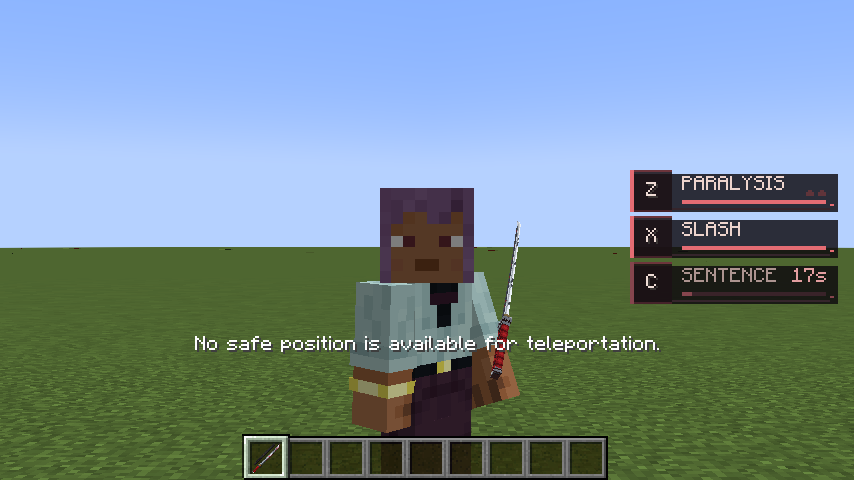 Z PARALYSIS
X SLASH
C SENTENCE 17s
No safe position is available for teleportation.